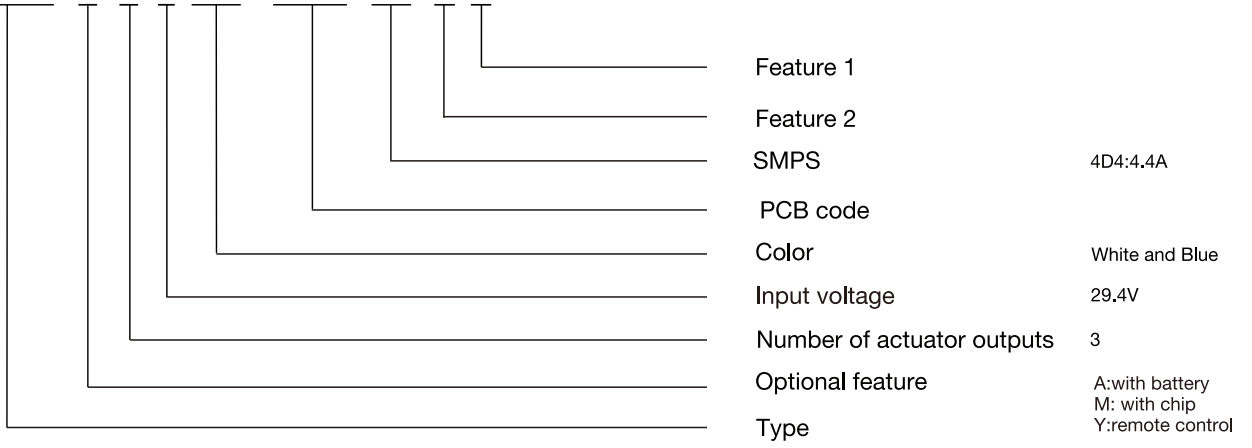 Feature 1
Feature 2
SMPS 4D4:4.4A
PCB code
Color White and Blue
Input voltage 29.4V
Number of actuator outputs 3
Optional feature A:with battery
M: with chip
Type Y:remote control